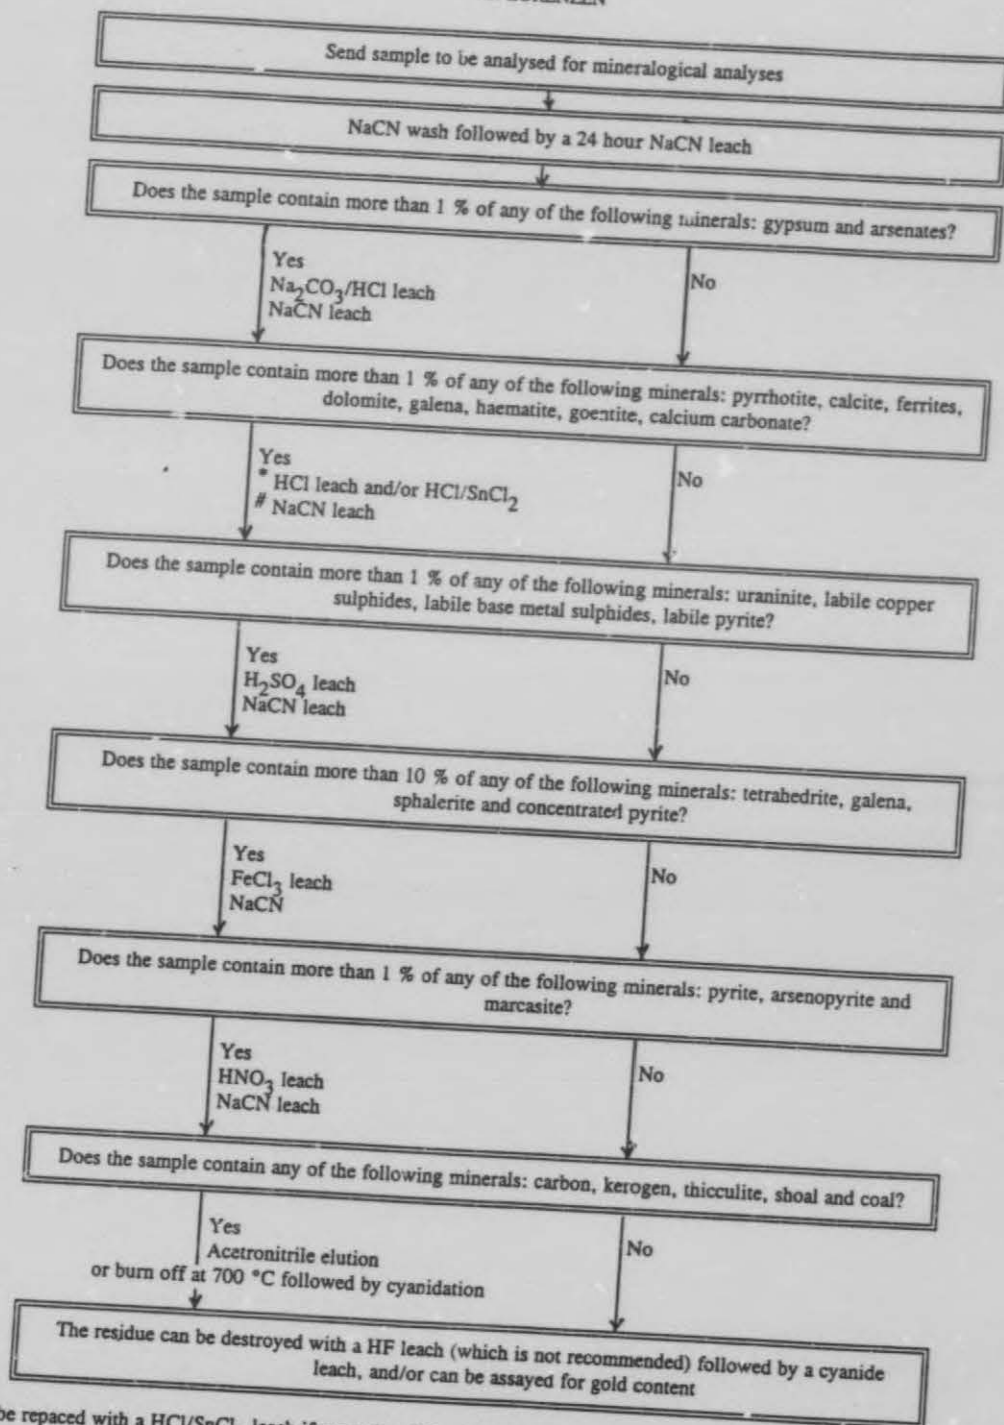 Send sample to be analysed for mineralogical analyses
NaCN wash followed by a 24 hour NaCN leach
Does the sample contain more than 1 % of any of the following minerals: gypsum and arsenates?
Yes
Na₂CO₃/HCl leach
NaCN leach
No
Does the sample contain more than 1 % of any of the following minerals: pyrrhotite, calcite, ferrites,
dolomite, galena, haematite, goentite, calcium carbonate?
Yes
* HCl leach and/or HCl/SnCl₂
# NaCN leach
No
Does the sample contain more than 1 % of any of the following minerals: uraninite, labile copper
sulphides, labile base metal sulphides, labile pyrite?
Yes
H₂SO₄ leach
NaCN leach
No
Does the sample contain more than 10 % of any of the following minerals: tetrahedrite, galena,
sphalerite and concentrated pyrite?
Yes
FeCl₃ leach
NaCN
No
Does the sample contain more than 1 % of any of the following minerals: pyrite, arsenopyrite and
marcasite?
Yes
HNO₃ leach
NaCN leach
No
Does the sample contain any of the following minerals: carbon, kerogen, thicculite, shoal and coal?
Yes
Acetronitrile elution
or burn off at 700 °C followed by cyanidation
No
The residue can be destroyed with a HF leach (which is not recommended) followed by a cyanide
leach, and/or can be assayed for gold content
be repaced with a HCl/SnCl₂ leach